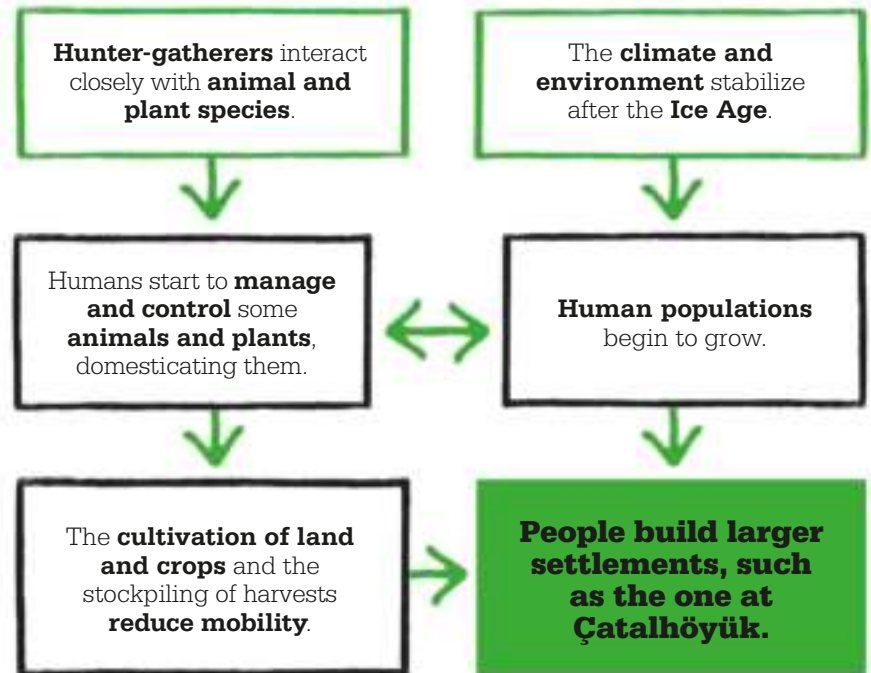 Hunter-gatherers interact
closely with animal and
plant species.
The climate and
environment stabilize
after the Ice Age.
Humans start to manage
and control some
animals and plants,
domesticating them.
Human populations
begin to grow.
The cultivation of land
and crops and the
stockpiling of harvests
reduce mobility.
People build larger
settlements, such
as the one at
Çatalhöyük.